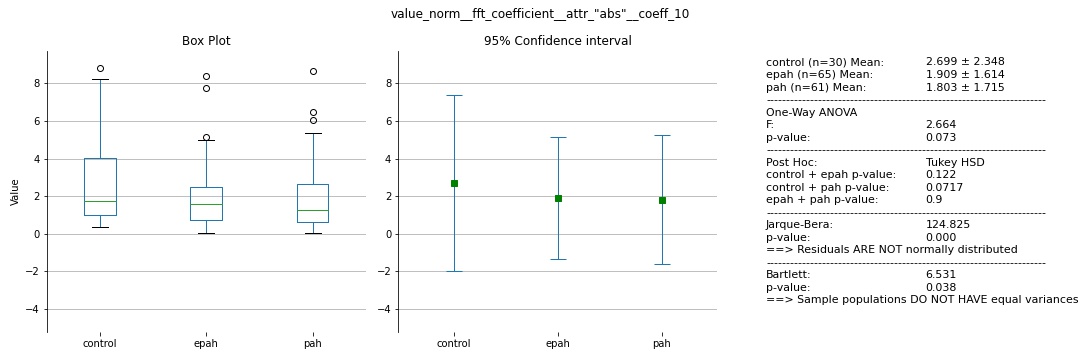 value_norm__fft_coefficient__attr_"abs"__coeff_10
Box Plot
8
6
4
2
0
−2
−4
Value
control epah pah
95% Confidence interval
8
6
4
2
0
−2
−4
control epah pah
control (n=30) Mean: 2.699 ± 2.348
epah (n=65) Mean: 1.909 ± 1.614
pah (n=61) Mean: 1.803 ± 1.715
One-Way ANOVA
F: 2.664
p-value: 0.073
Post Hoc: Tukey HSD
control + epah p-value: 0.122
control + pah p-value: 0.0717
epah + pah p-value: 0.9
Jarque-Bera: 124.825
p-value: 0.000
==> Residuals ARE NOT normally distributed
Bartlett: 6.531
p-value: 0.038
==> Sample populations DO NOT HAVE equal variances